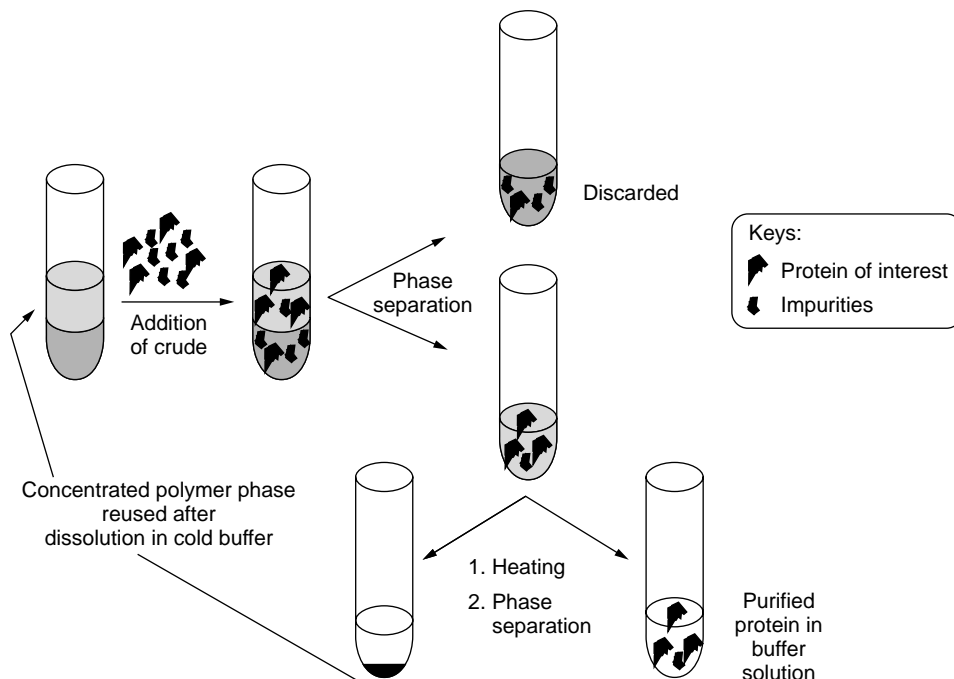 Discarded
Keys:
Protein of interest
Impurities
Addition
of crude
Phase
separation
Concentrated polymer phase
reused after
dissolution in cold buffer
1. Heating
2. Phase
separation
Purified
protein in
buffer
solution